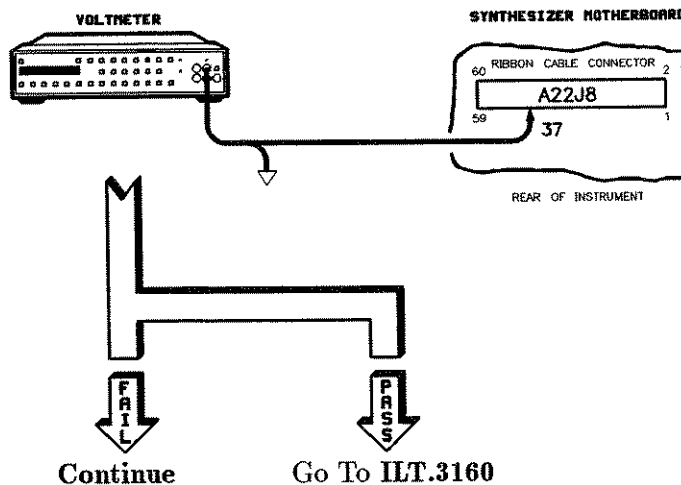 VOLTMETER
SYNTHESIZER MOTHERBOARD
RIBBON CABLE CONNECTOR
60
2
A22J8
59
1
37
REAR OF INSTRUMENT
FAIL
PASS
Continue
Go To ILT.3160